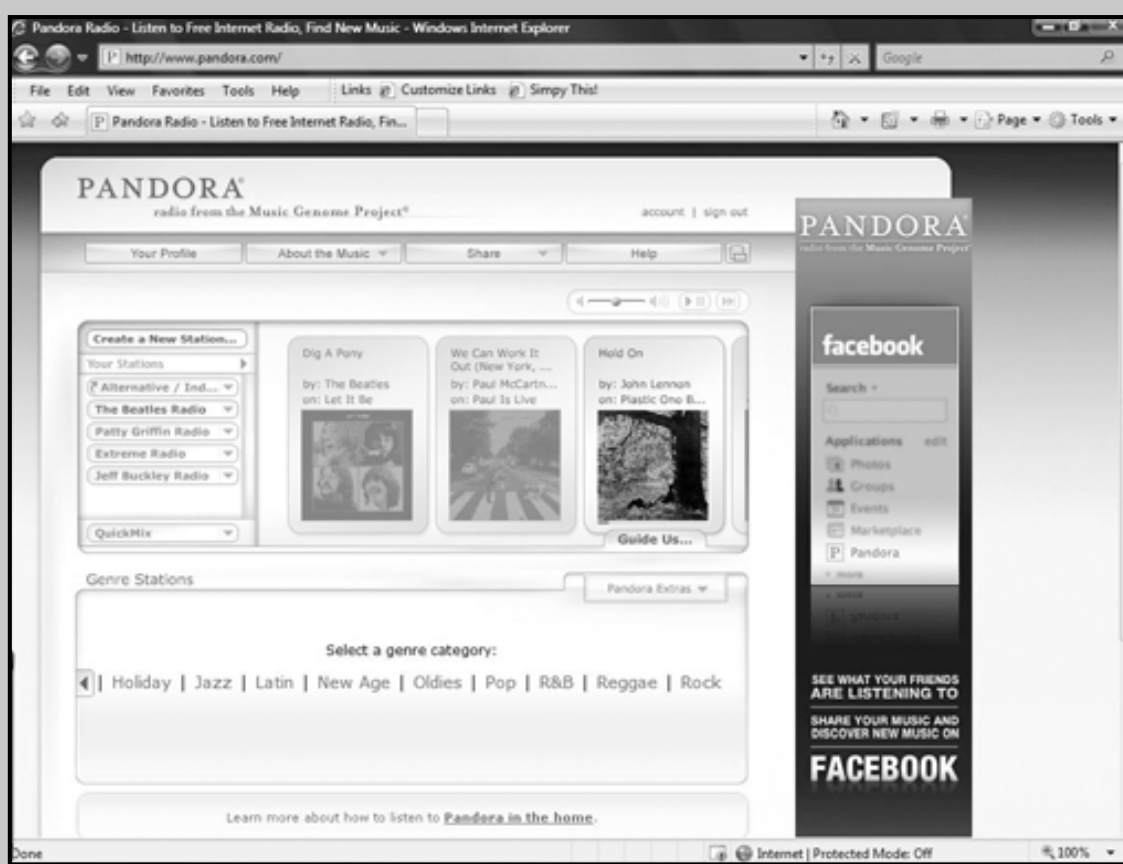 Pandora Radio - Listen to Free Internet Radio, Find New Music - Windows Internet Explorer
P http://www.pandora.com/
Google
File Edit View Favorites Tools Help Links Customize Links Simpy This!
P Pandora Radio - Listen to Free Internet Radio, Fin...
Page Tools
PANDORA®
radio from the Music Genome Project®
account | sign out
Your Profile About the Music Share Help
Create a New Station...
Your Stations
Alternative / Ind...
The Beatles Radio
Patty Griffin Radio
Extreme Radio
Jeff Buckley Radio
QuickMix
Dig A Pony
by: The Beatles
on: Let It Be
We Can Work It
Out (New York, ...
by: Paul McCartn...
on: Paul Is Live
Hold On
by: John Lennon
on: Plastic Ono B...
Guide Us...
Genre Stations
Pandora Extras
Select a genre category:
| Holiday | Jazz | Latin | New Age | Oldies | Pop | R&B | Reggae | Rock
Learn more about how to listen to Pandora in the home.
PANDORA®
radio from the Music Genome Project®
facebook
Search
Applications edit
Photos
Groups
Events
Marketplace
P Pandora
more
SEE WHAT YOUR FRIENDS
ARE LISTENING TO
SHARE YOUR MUSIC AND
DISCOVER NEW MUSIC ON
FACEBOOK
Done
Internet | Protected Mode: Off
100%